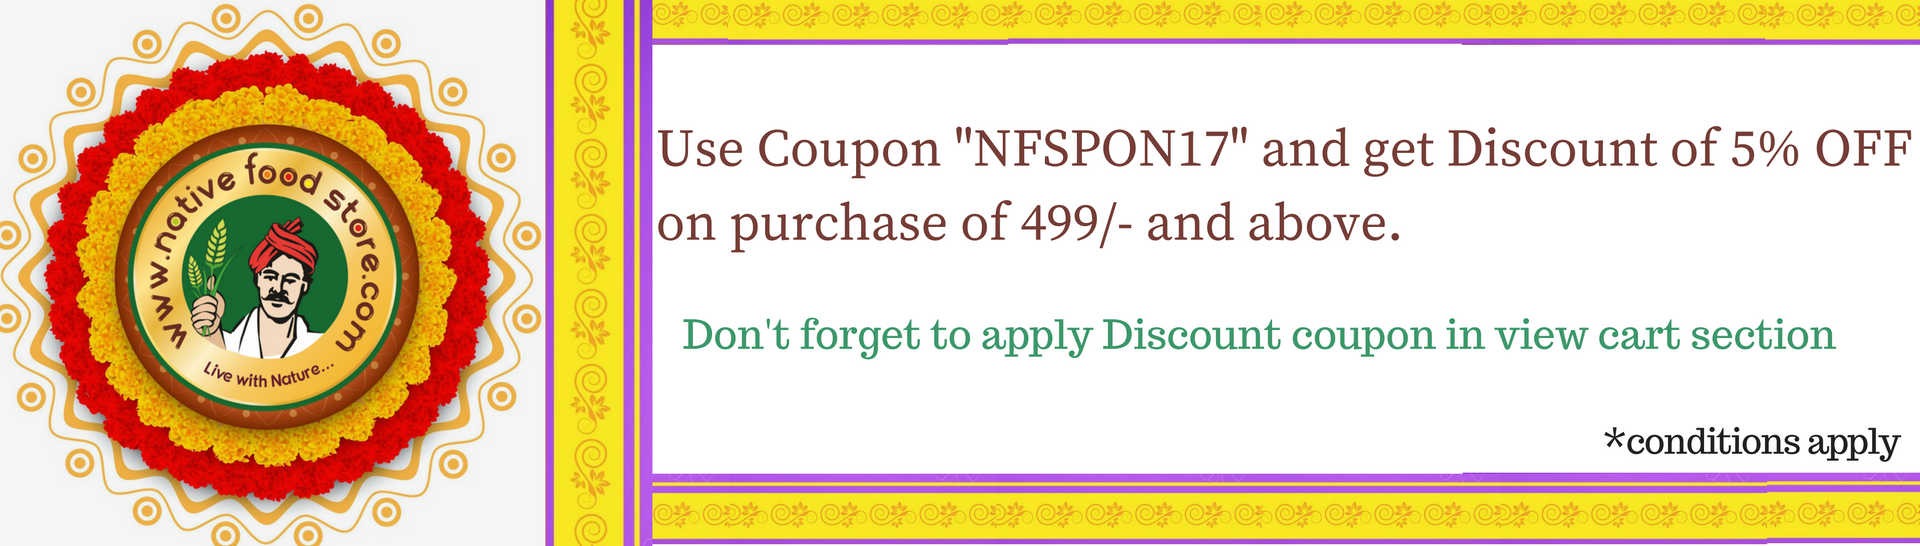 www.native food store.com
Live with Nature...
Use Coupon "NFSPON17" and get Discount of 5% OFF
on purchase of 499/- and above.
Don't forget to apply Discount coupon in view cart section
*conditions apply